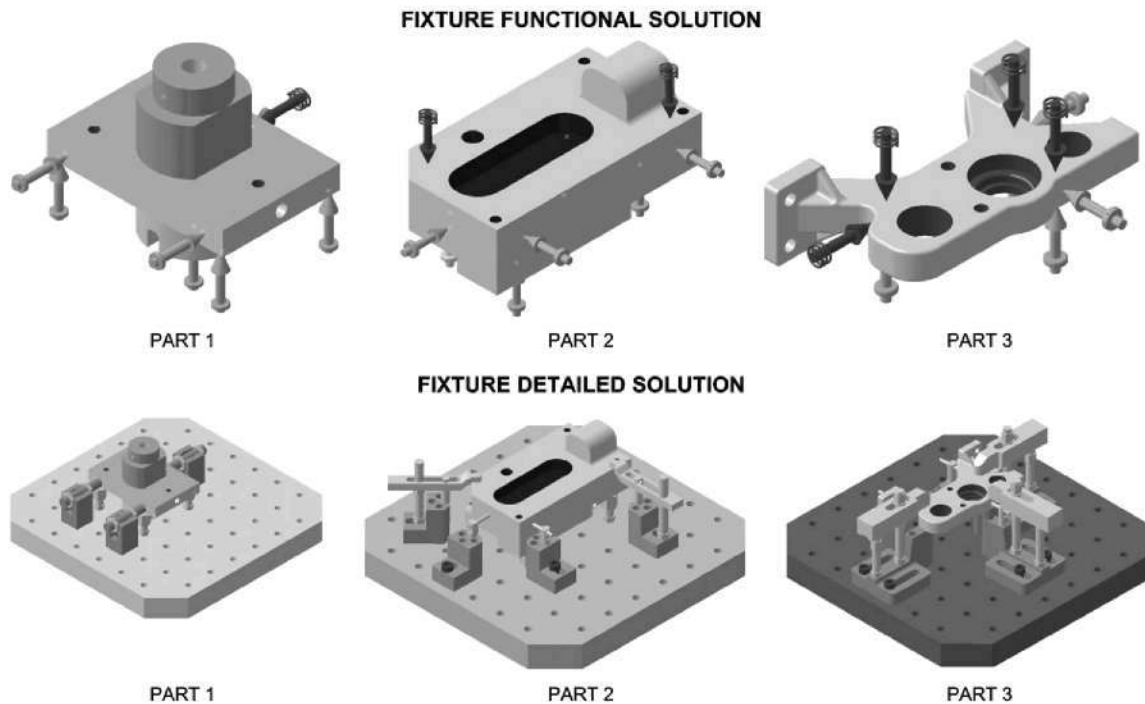 FIXTURE FUNCTIONAL SOLUTION
PART 1 PART 2 PART 3
FIXTURE DETAILED SOLUTION
PART 1 PART 2 PART 3